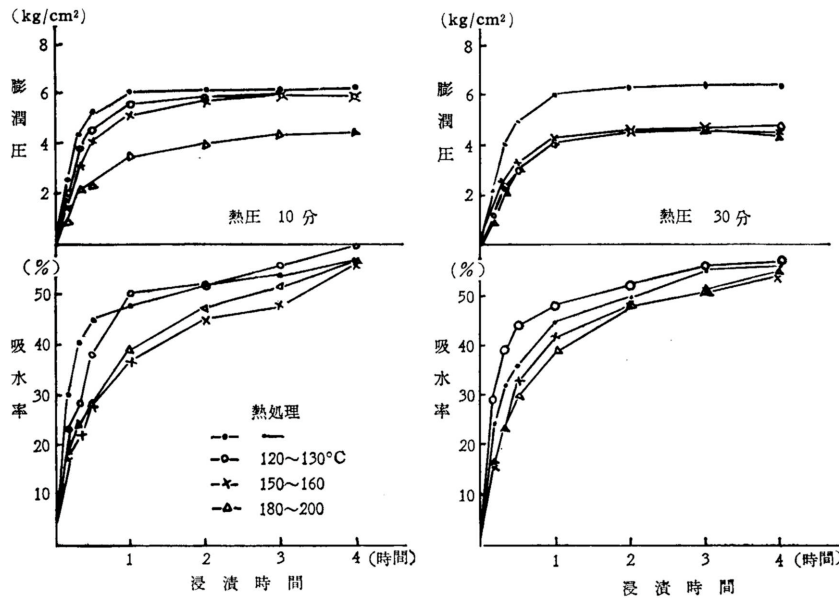 (kg/cm²)
8
膨
6
潤
4
圧
2
熱圧 10分
(%)
50
吸
40
水
30
率
20
10
熱処理
120～130°C
150～160
180～200
1 2 3 4 (時間)
浸漬時間
(kg/cm²)
8
膨
6
潤
4
圧
2
熱圧 30分
(%)
50
吸
40
水
30
率
20
10
1 2 3 4 (時間)
浸漬時間